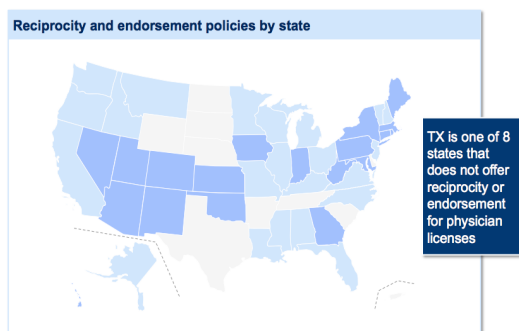 Reciprocity and endorsement policies by state
TX is one of 8
states that
does not offer
reciprocity or
endorsement
for physician
licenses